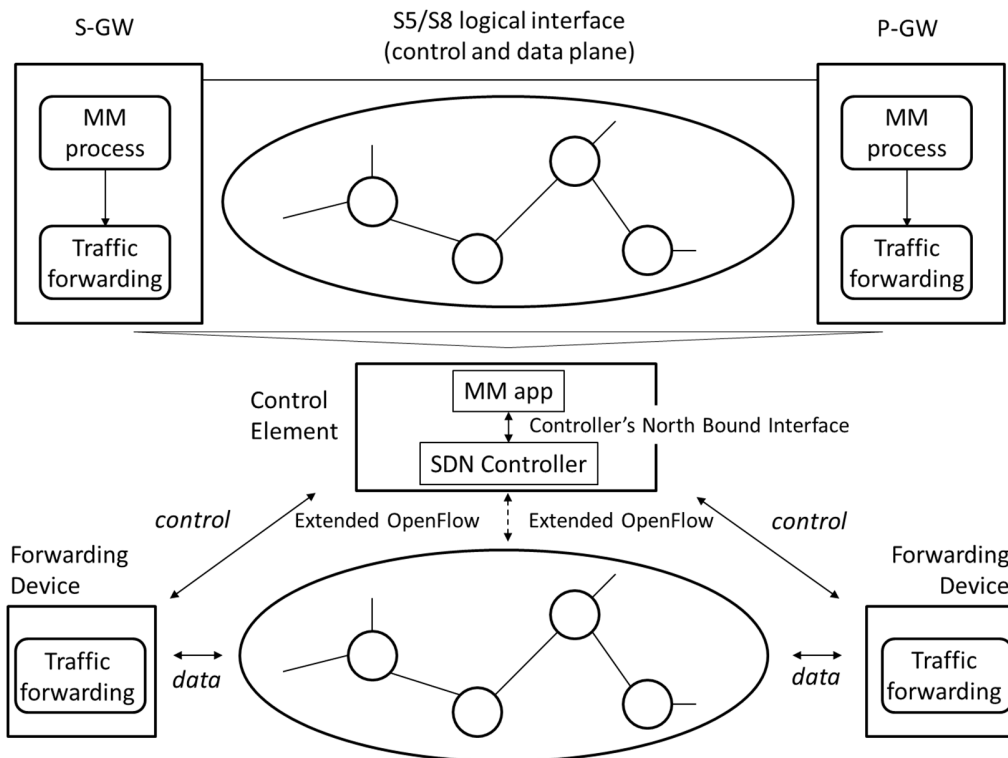 S-GW
S5/S8 logical interface
(control and data plane)
P-GW
MM
process
Traffic
forwarding
MM
process
Traffic
forwarding
Control
Element
MM app
Controller's North Bound Interface
SDN Controller
control
Extended OpenFlow
Extended OpenFlow
control
Forwarding
Device
Forwarding
Device
Traffic
forwarding
data
data
Traffic
forwarding